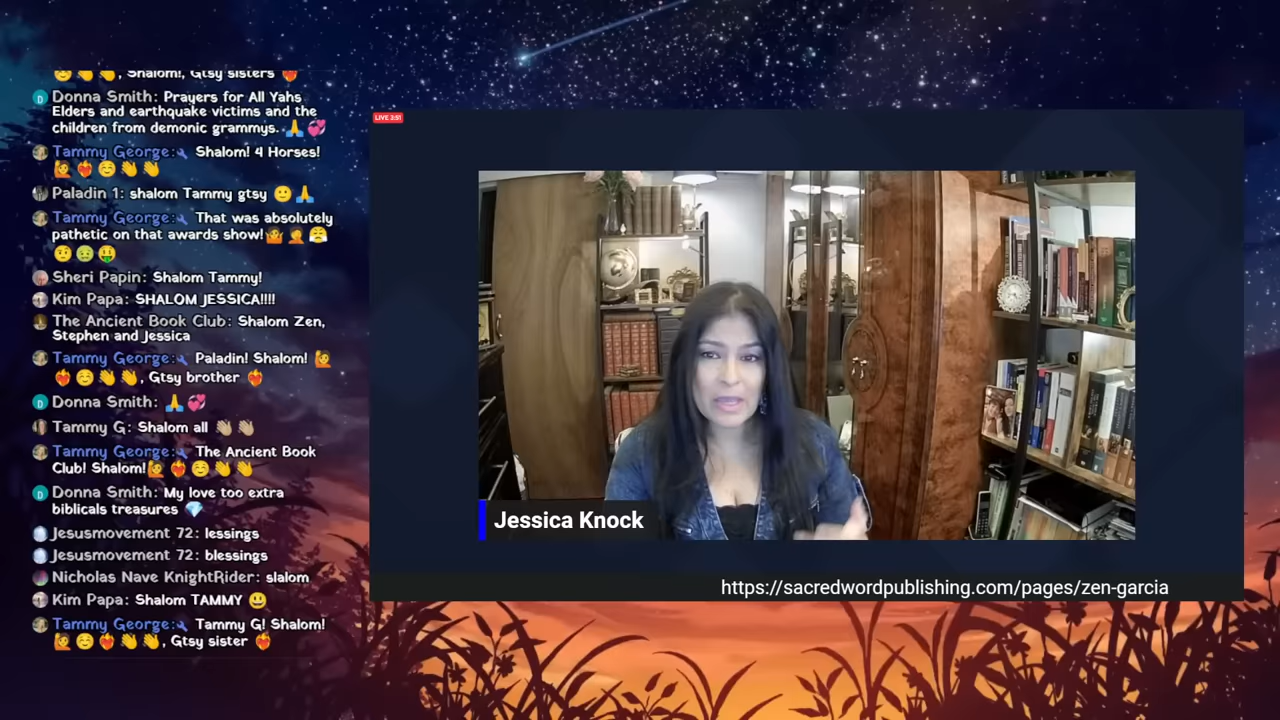 , Shalom!, Gtsy sisters
Donna Smith: Prayers for All Yahs
Elders and earthquake victims and the
children from demonic grammys.
Tammy George: Shalom! 4 Horses!
Paladin 1: shalom Tammy gtsy
Tammy George: That was absolutely
pathetic on that awards show!
Sheri Papin: Shalom Tammy!
Kim Papa: SHALOM JESSICA!!!!
The Ancient Book Club: Shalom Zen,
Stephen and Jessica
Tammy George: Paladin! Shalom!
, Gtsy brother
Donna Smith:
Tammy G: Shalom all
Tammy George: The Ancient Book
Club! Shalom!
Donna Smith: My love too extra
biblicals treasures
Jesusmovement 72: lessings
Jesusmovement 72: blessings
Nicholas Nave KnightRider: slalom
Kim Papa: Shalom TAMMY
Tammy George: Tammy G! Shalom!
, Gtsy sister
LIVE 3:51
Jessica Knock
https://sacredwordpublishing.com/pages/zen-garcia